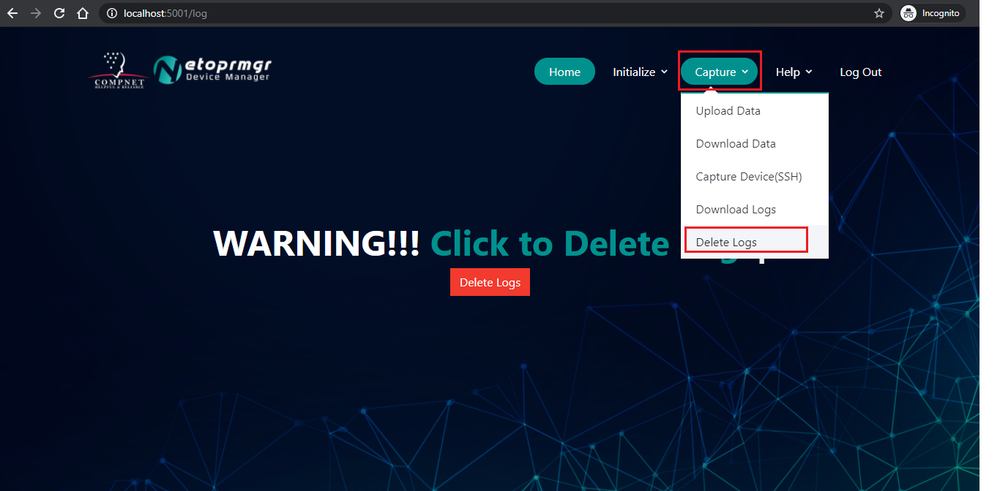 localhost:5001/log
Incognito
COMPNET
HELPFUL & RELIABLE
Netoprmgr
Device Manager
Home
Initialize
Capture
Help
Log Out
Upload Data
Download Data
Capture Device(SSH)
Download Logs
Delete Logs
WARNING!!! Click to Delete
Delete Logs